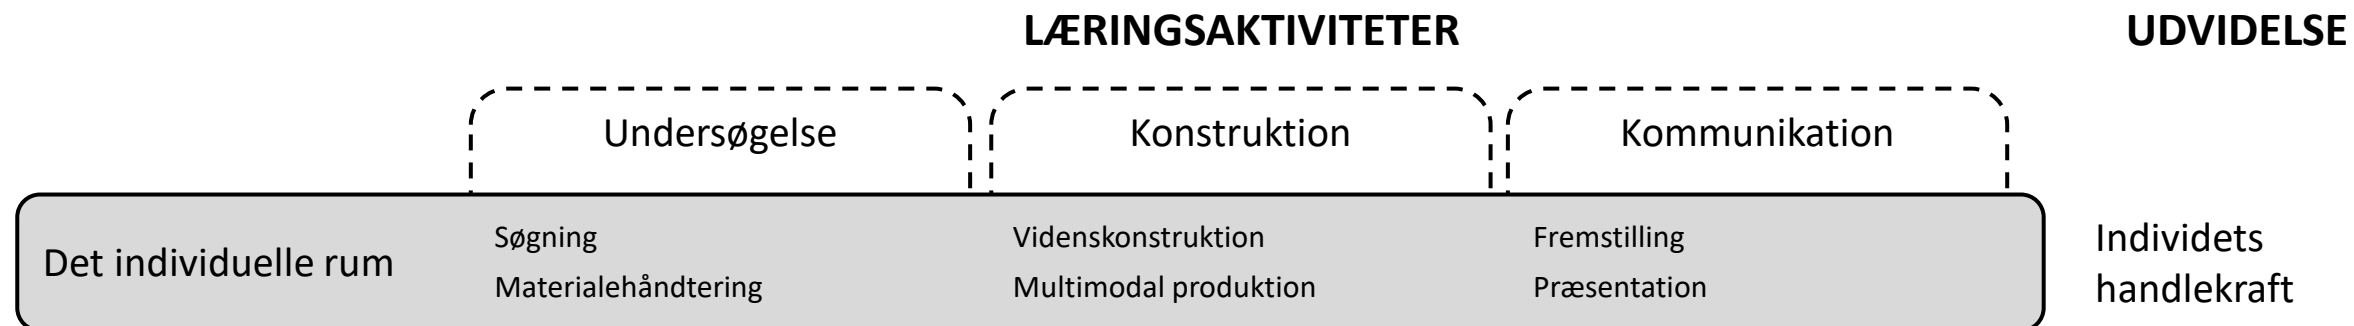 LÆRINGSAKTIVITETER
UDVIDELSE
Undersøgelse
Konstruktion
Kommunikation
Det individuelle rum
Søgning
Materialehåndtering
Videnskonstruktion
Multimodal produktion
Fremstilling
Præsentation
Individets
handlekraft